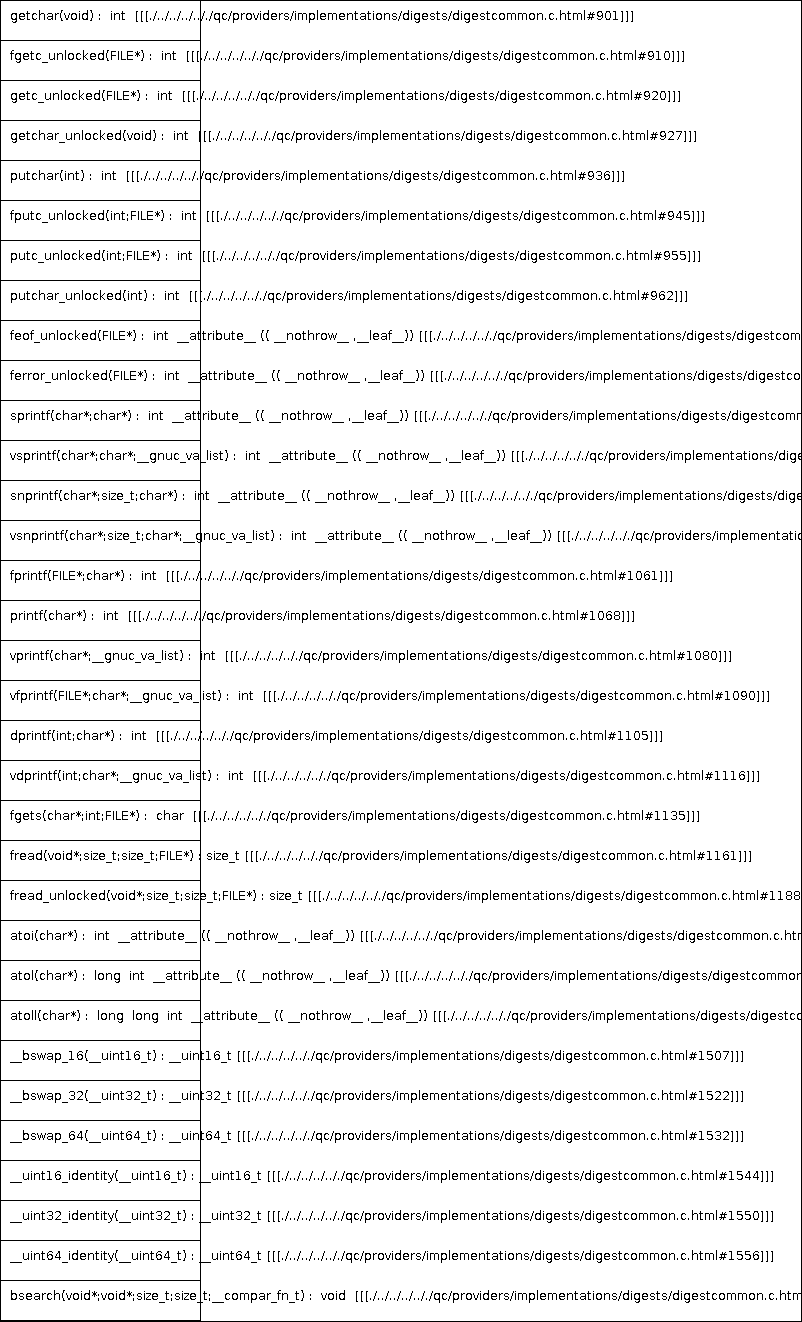 getchar(void) : int [[[./../../../../../qc/providers/implementations/digests/digestcommon.c.html#901]]]
fgetc_unlocked(FILE*) : int [[[./../../../../../qc/providers/implementations/digests/digestcommon.c.html#910]]]
getc_unlocked(FILE*) : int [[[./../../../../../qc/providers/implementations/digests/digestcommon.c.html#920]]]
getchar_unlocked(void) : int [[[./../../../../../qc/providers/implementations/digests/digestcommon.c.html#927]]]
putchar(int) : int [[[./../../../../../qc/providers/implementations/digests/digestcommon.c.html#936]]]
fputc_unlocked(int;FILE*) : int [[[./../../../../../qc/providers/implementations/digests/digestcommon.c.html#945]]]
putc_unlocked(int;FILE*) : int [[[./../../../../../qc/providers/implementations/digests/digestcommon.c.html#955]]]
putchar_unlocked(int) : int [[[./../../../../../qc/providers/implementations/digests/digestcommon.c.html#962]]]
feof_unlocked(FILE*) : int __attribute__ (( __nothrow__ ,__leaf__)) [[[./../../../../../qc/providers/implementations/digests/digestcom
ferror_unlocked(FILE*) : int __attribute__ (( __nothrow__ ,__leaf__)) [[[./../../../../../qc/providers/implementations/digests/digestco
sprintf(char*;char*) : int __attribute__ (( __nothrow__ ,__leaf__)) [[[./../../../../../qc/providers/implementations/digests/digestcomm
vsprintf(char*;char*;__gnuc_va_list) : int __attribute__ (( __nothrow__ ,__leaf__)) [[[./../../../../../qc/providers/implementations/dige
snprintf(char*;size_t;char*) : int __attribute__ (( __nothrow__ ,__leaf__)) [[[./../../../../../qc/providers/implementations/digests/dige
vsnprintf(char*;size_t;char*;__gnuc_va_list) : int __attribute__ (( __nothrow__ ,__leaf__)) [[[./../../../../../qc/providers/implementatio
fprintf(FILE*;char*) : int [[[./../../../../../qc/providers/implementations/digests/digestcommon.c.html#1061]]]
printf(char*) : int [[[./../../../../../qc/providers/implementations/digests/digestcommon.c.html#1068]]]
vprintf(char*;__gnuc_va_list) : int [[[./../../../../../qc/providers/implementations/digests/digestcommon.c.html#1080]]]
vfprintf(FILE*;char*;__gnuc_va_list) : int [[[./../../../../../qc/providers/implementations/digests/digestcommon.c.html#1090]]]
dprintf(int;char*) : int [[[./../../../../../qc/providers/implementations/digests/digestcommon.c.html#1105]]]
vdprintf(int;char*;__gnuc_va_list) : int [[[./../../../../../qc/providers/implementations/digests/digestcommon.c.html#1116]]]
fgets(char*;int;FILE*) : char [[[./../../../../../qc/providers/implementations/digests/digestcommon.c.html#1135]]]
fread(void*;size_t;size_t;FILE*) : size_t [[[./../../../../../qc/providers/implementations/digests/digestcommon.c.html#1161]]]
fread_unlocked(void*;size_t;size_t;FILE*) : size_t [[[./../../../../../qc/providers/implementations/digests/digestcommon.c.html#1188
atoi(char*) : int __attribute__ (( __nothrow__ ,__leaf__)) [[[./../../../../../qc/providers/implementations/digests/digestcommon.c.htm
atol(char*) : long int __attribute__ (( __nothrow__ ,__leaf__)) [[[./../../../../../qc/providers/implementations/digests/digestcommon
atoll(char*) : long long int __attribute__ (( __nothrow__ ,__leaf__)) [[[./../../../../../qc/providers/implementations/digests/digestco
__bswap_16(__uint16_t) : __uint16_t [[[./../../../../../qc/providers/implementations/digests/digestcommon.c.html#1507]]]
__bswap_32(__uint32_t) : __uint32_t [[[./../../../../../qc/providers/implementations/digests/digestcommon.c.html#1522]]]
__bswap_64(__uint64_t) : __uint64_t [[[./../../../../../qc/providers/implementations/digests/digestcommon.c.html#1532]]]
__uint16_identity(__uint16_t) : __uint16_t [[[./../../../../../qc/providers/implementations/digests/digestcommon.c.html#1544]]]
__uint32_identity(__uint32_t) : __uint32_t [[[./../../../../../qc/providers/implementations/digests/digestcommon.c.html#1550]]]
__uint64_identity(__uint64_t) : __uint64_t [[[./../../../../../qc/providers/implementations/digests/digestcommon.c.html#1556]]]
bsearch(void*;void*;size_t;size_t;__compar_fn_t) : void [[[./../../../../../qc/providers/implementations/digests/digestcommon.c.htm